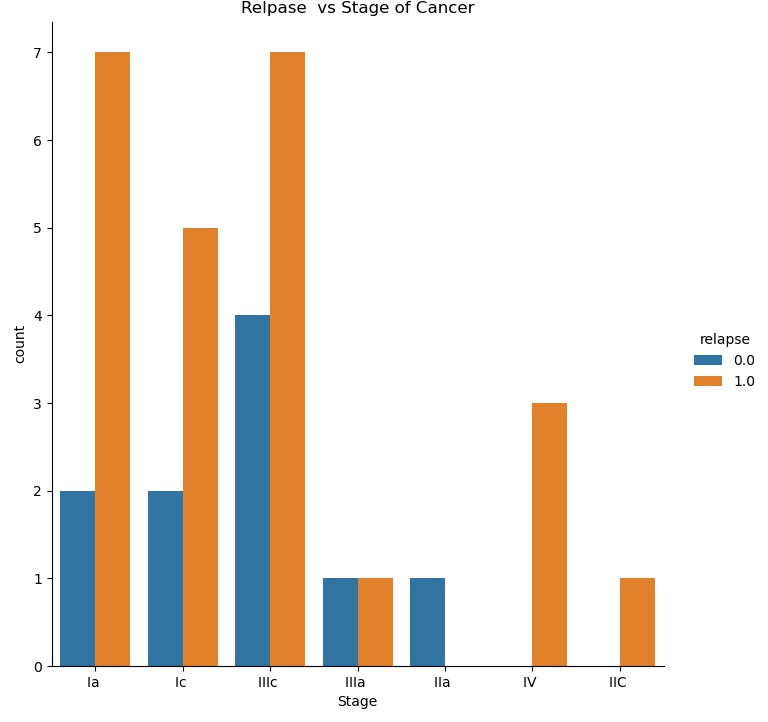 Relpase  vs Stage of Cancer
7
6
5
4
3
2
1
0
count
Ia
Ic
IIIc
IIIa
IIa
IV
IIC
Stage
relapse
0.0
1.0